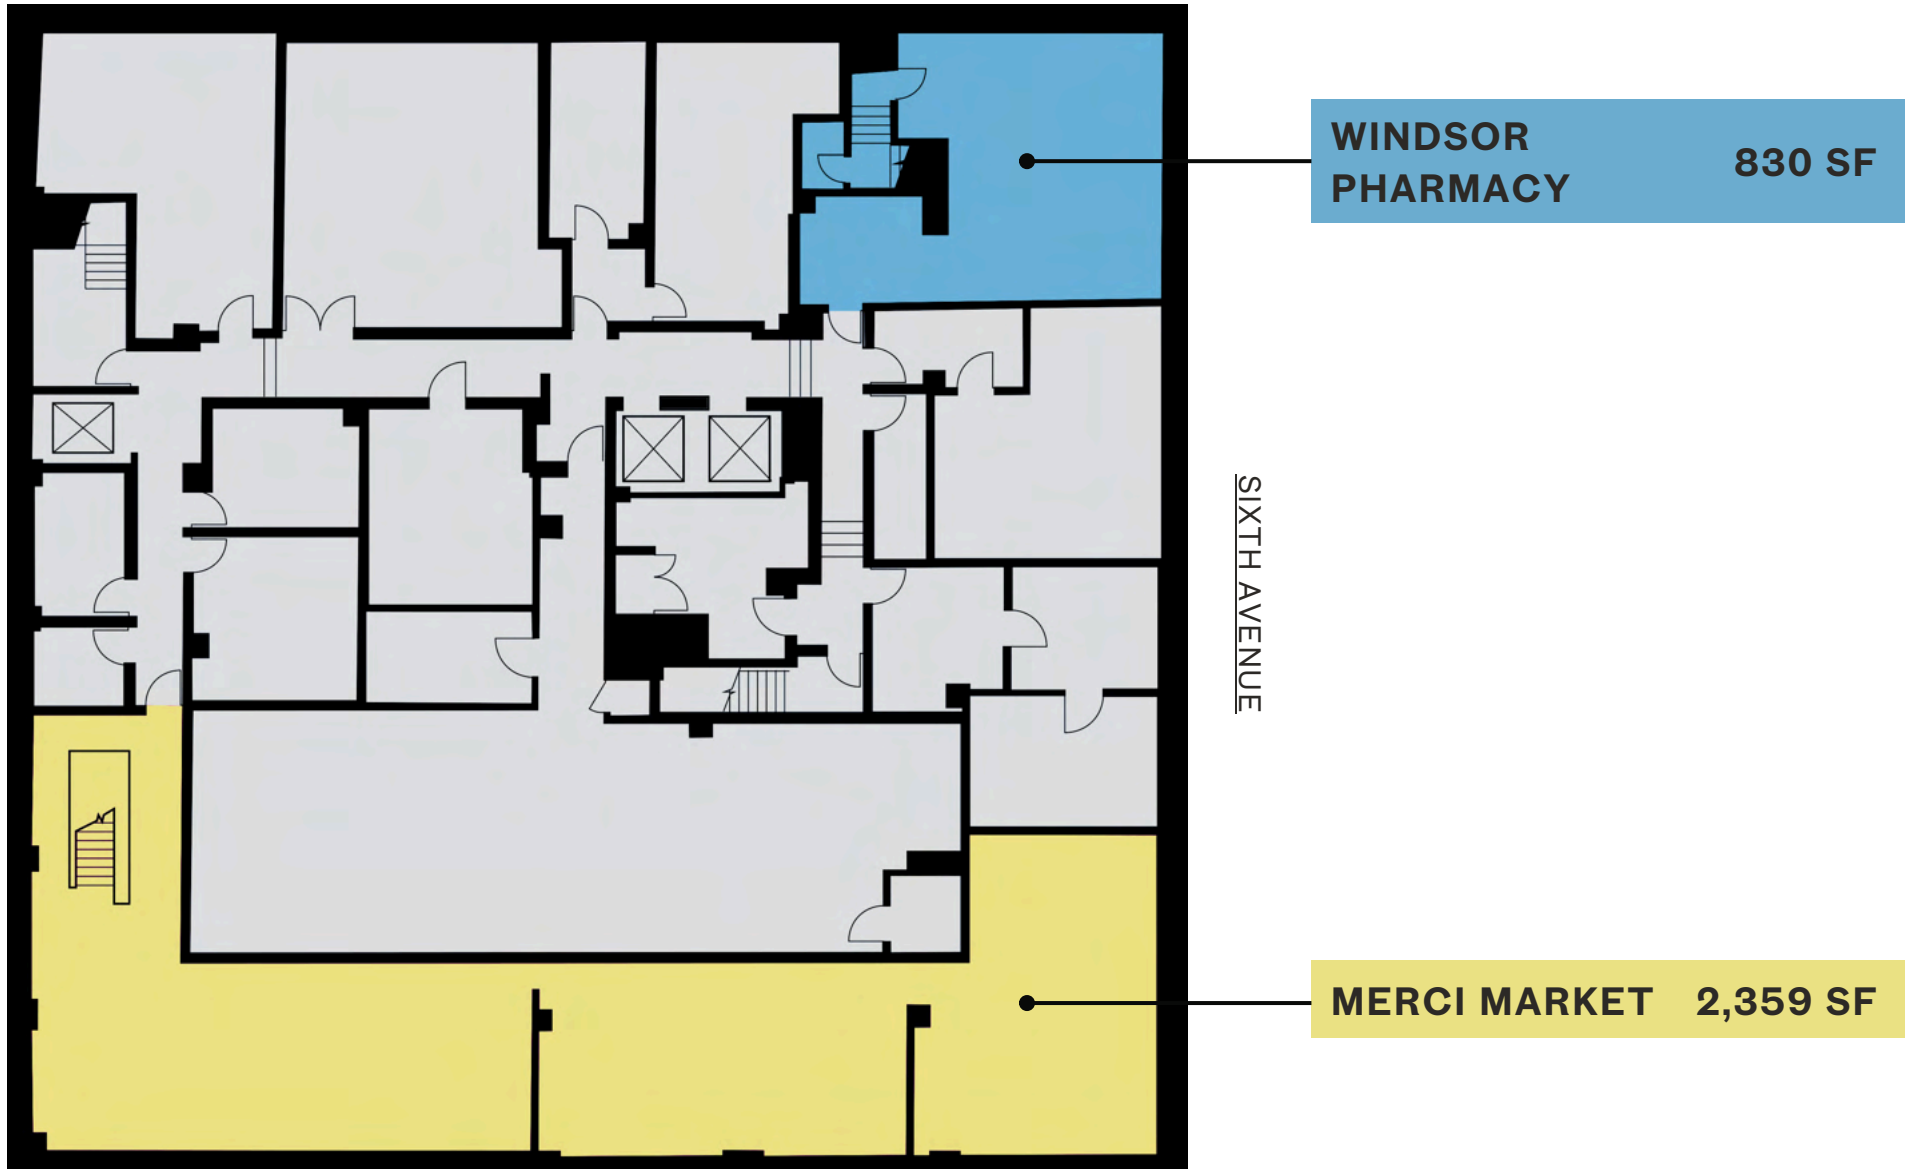 WINDSOR
PHARMACY
830 SF
SIXTH AVENUE
MERCI MARKET 2,359 SF